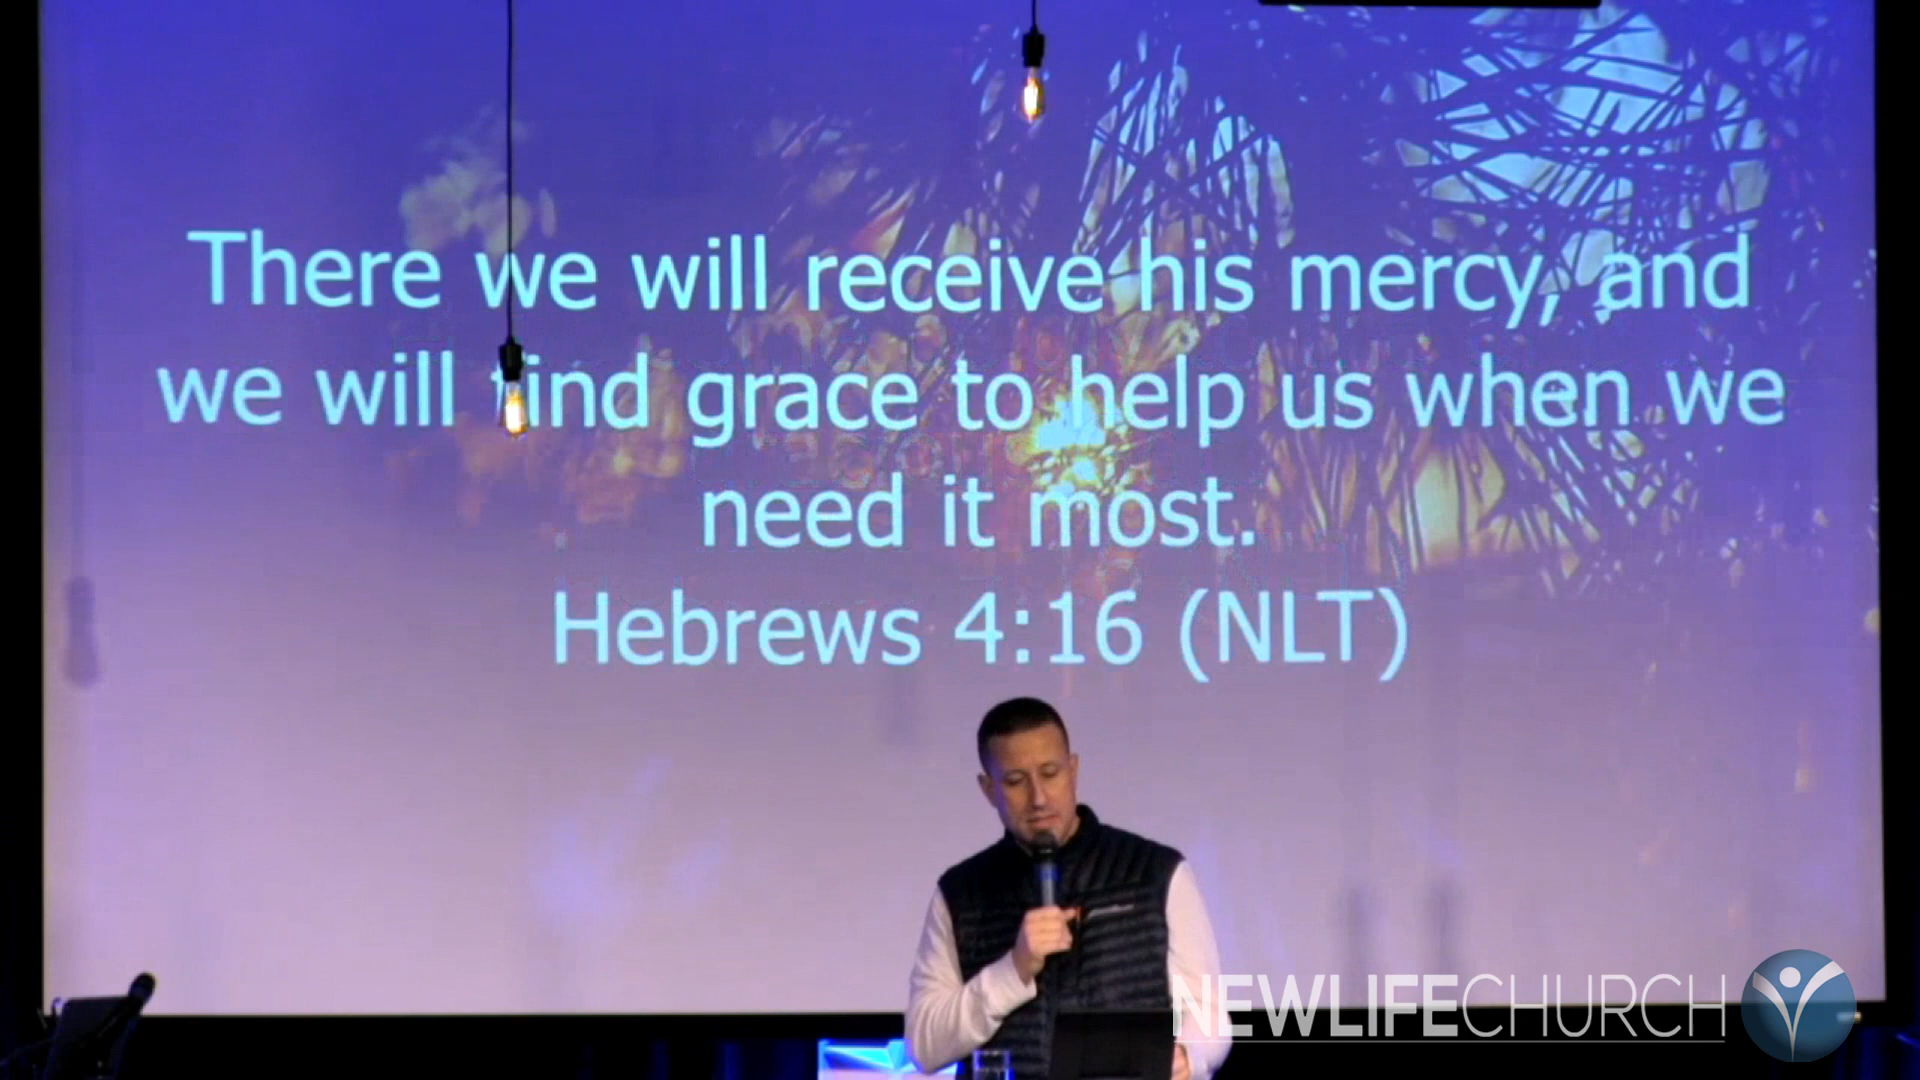 There we will receive his mercy, and
we will find grace to help us when we
need it most.
Hebrews 4:16 (NLT)
NEWLIFECHURCH